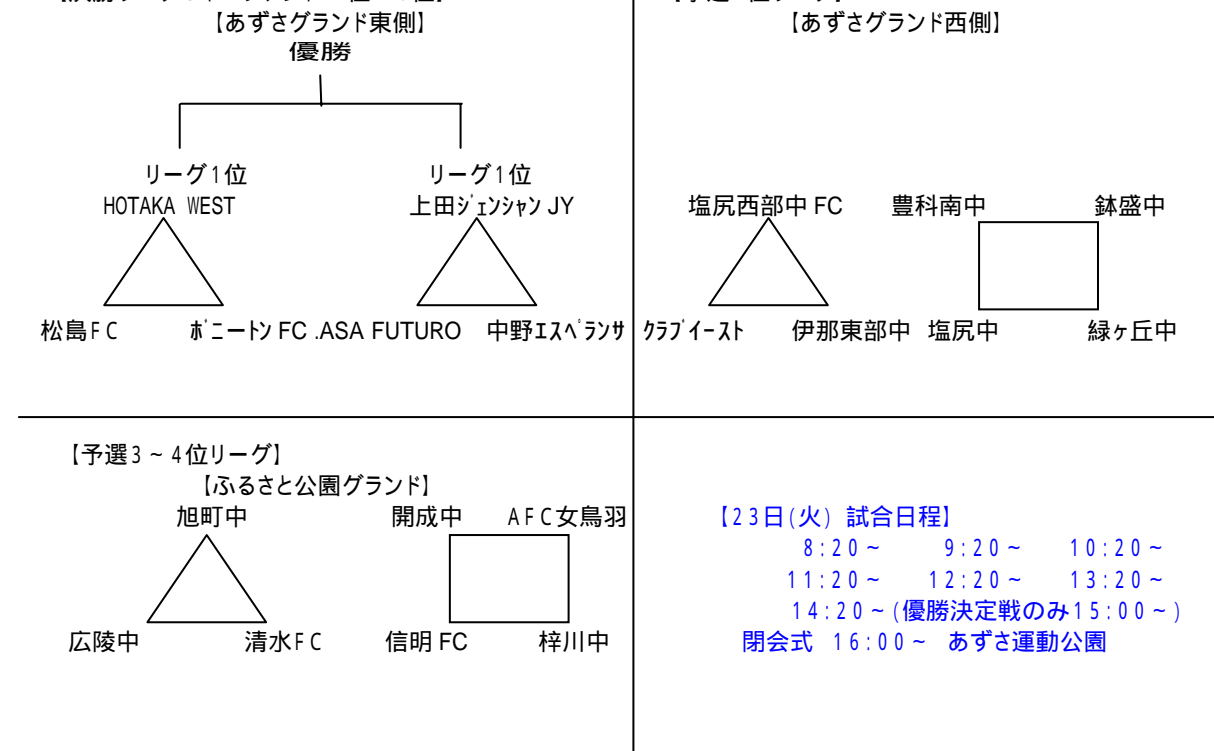 【あずさグランド東側】
優勝
リーグ1位 リーグ1位
HOTAKA WEST 上田ｼﾞｪﾝｼｬﾝ JY
松島FC ﾎﾞﾆｰﾄﾝ FC .ASA FUTURO 中野ｴｽﾍﾟﾗﾝｻ
【あずさグランド西側】
塩尻西部中 FC 豊科南中 鉢盛中
ｸﾗﾌﾞｲｰｽﾄ 伊那東部中 塩尻中 緑ヶ丘中
【予選3～4位リーグ】
【ふるさと公園グランド】
旭町中 開成中 AFC女鳥羽
広陵中 清水FC 信明 FC 梓川中
【23日(火) 試合日程】
8:20～ 9:20～ 10:20～
11:20～ 12:20～ 13:20～
14:20～(優勝決定戦のみ15:00～)
閉会式 16:00～ あずさ運動公園